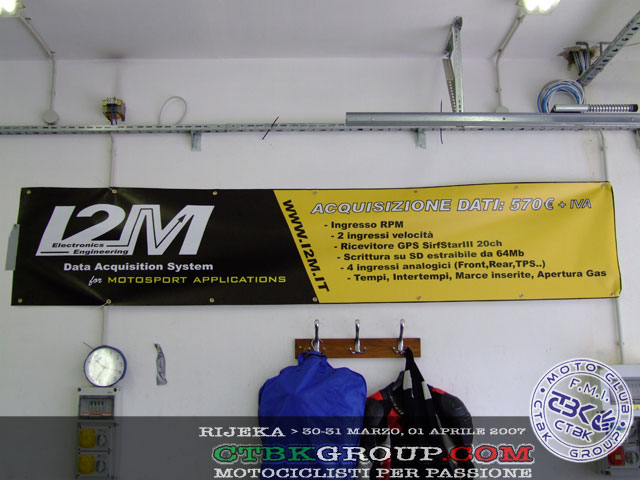 I2M
Electronics
Engineering
Data Acquisition System
for MOTOSPORT APPLICATIONS
WWW.I2M.IT
ACQUISIZIONE DATI: 570€ + IVA
- Ingresso RPM
- 2 ingressi velocità
- Ricevitore GPS SirfStarIII 20ch
- Scrittura su SD estraibile da 64Mb
- 4 ingressi analogici (Front,Rear,TPS..)
- Tempi, Intertempi, Marce inserite, Apertura Gas
MOTO CLUB
F.M.I.
CTBK
CTBK GROUP
RIJEKA > 30-31 MARZO, 01 APRILE 2007
CTBKGROUP.COM
MOTOCICLISTI PER PASSIONE